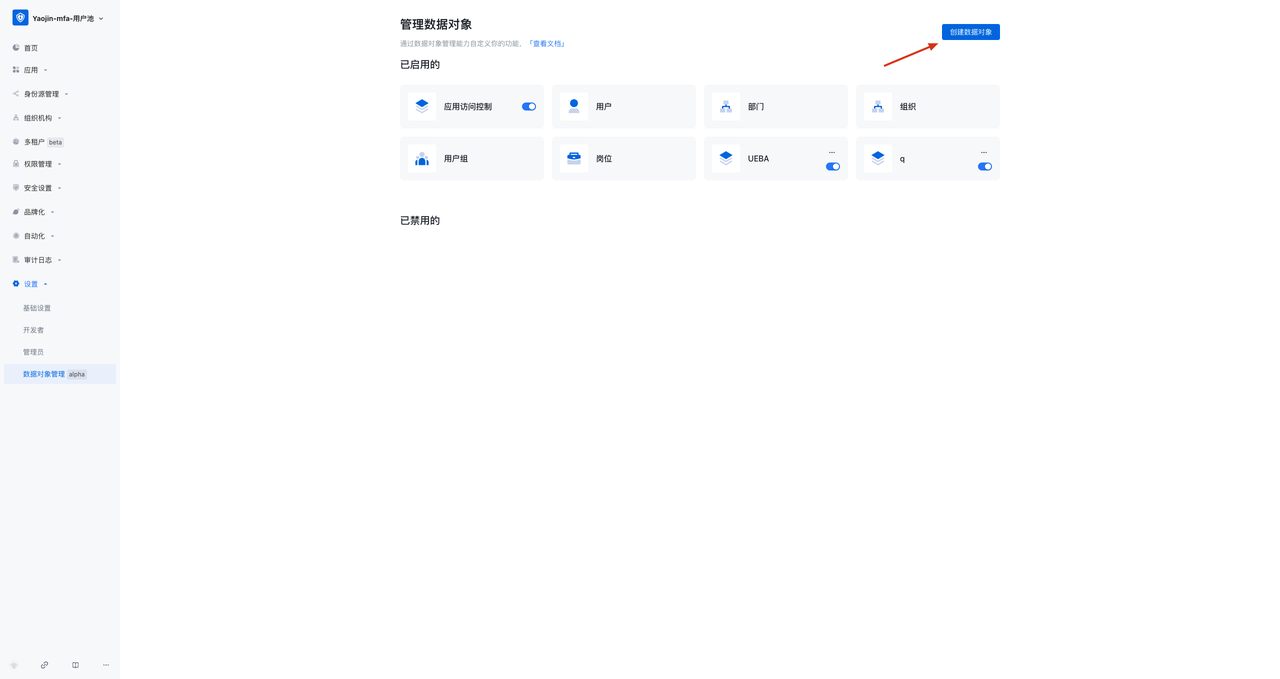 Yaojin-mfa-用户池
首页
应用
身份源管理
组织机构
多租户 beta
权限管理
安全设置
品牌化
自动化
审计日志
设置
基础设置
开发者
管理员
数据对象管理 alpha
管理数据对象
通过数据对象管理能力自定义你的功能，「查看文档」
创建数据对象
已启用的
应用访问控制
用户
部门
组织
用户组
岗位
UEBA
q
已禁用的